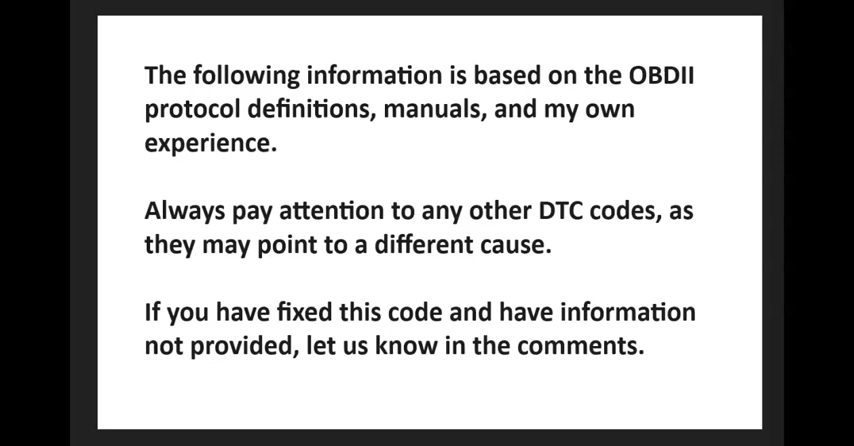 The following information is based on the OBDII
protocol definitions, manuals, and my own
experience.
Always pay attention to any other DTC codes, as
they may point to a different cause.
If you have fixed this code and have information
not provided, let us know in the comments.